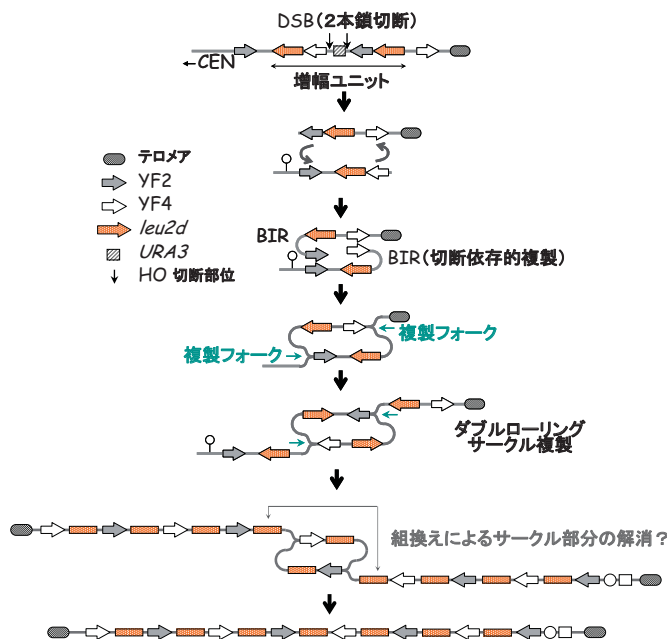 DSB(2本鎖切断)
←CEN
増幅ユニット
テロメア
YF2
YF4
leu2d
URA3
HO 切断部位
BIR
BIR(切断依存的複製)
複製フォーク
複製フォーク
ダブルローリング
サークル複製
組換えによるサークル部分の解消?